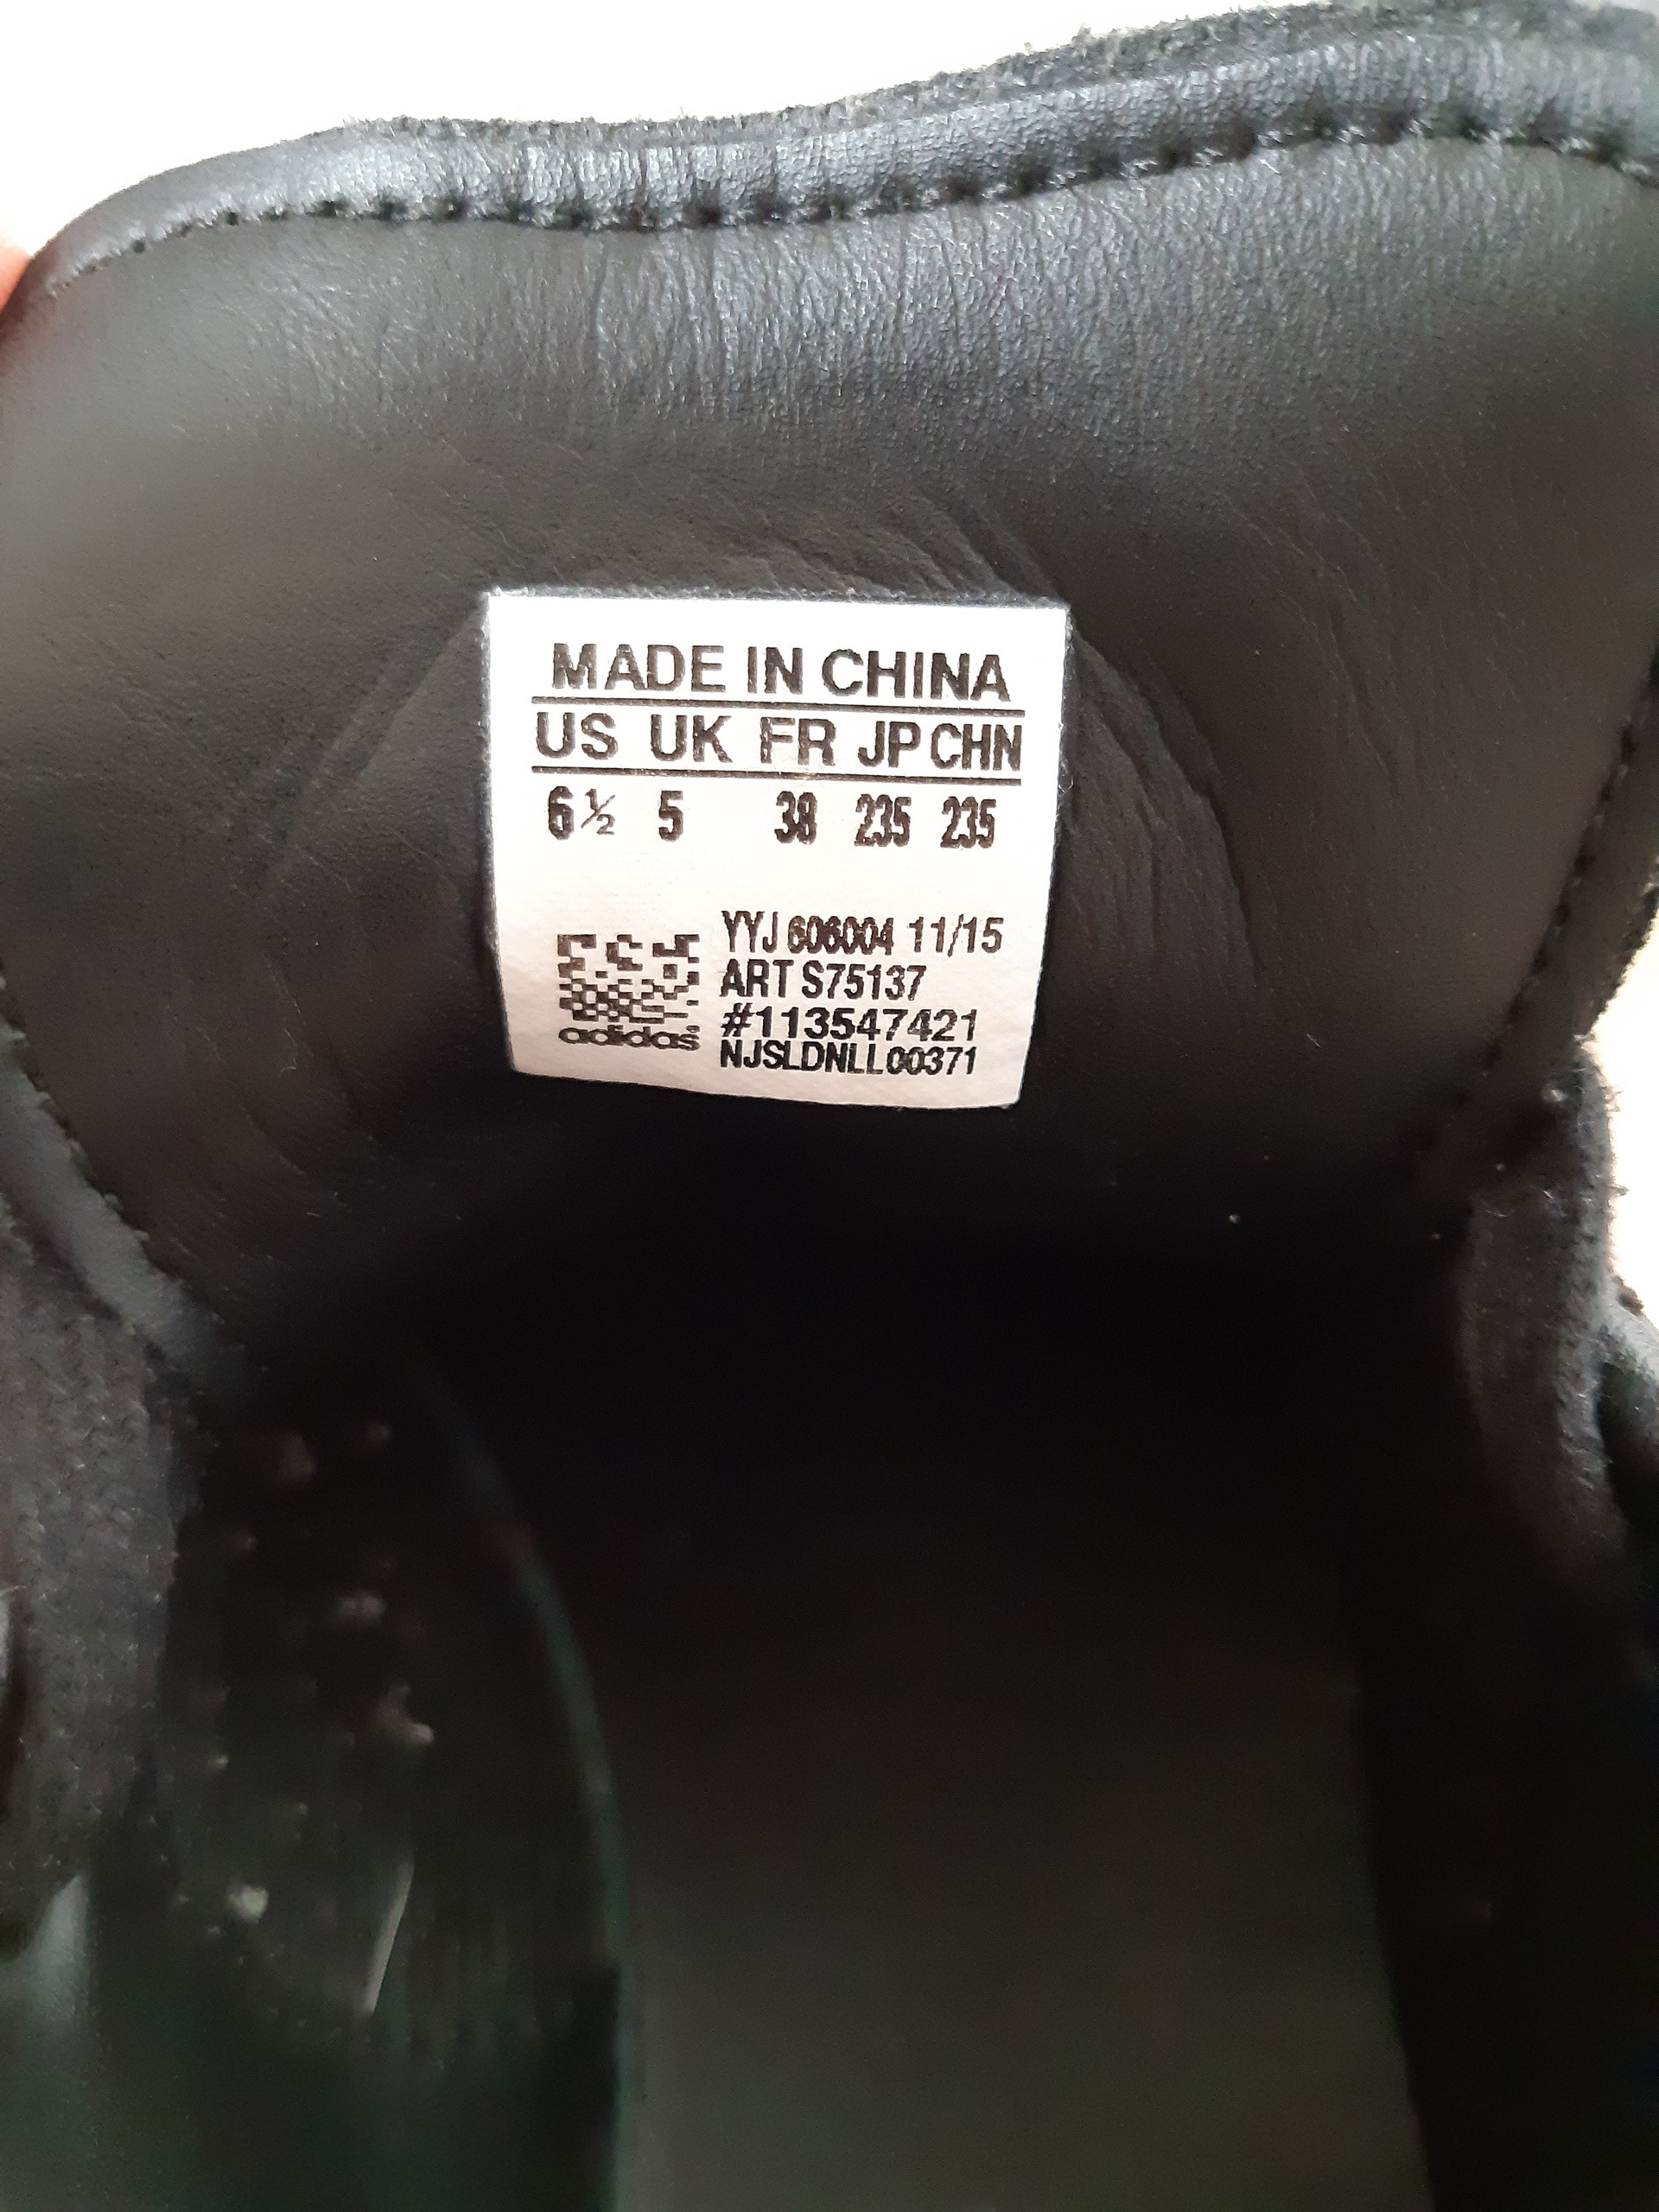 MADE IN CHINA
US UK FR JP CHN
6½ 5 38 235 235
YYJ 606004 11/15
ART S75137
#113547421
NJSLDNLL00371
adidas